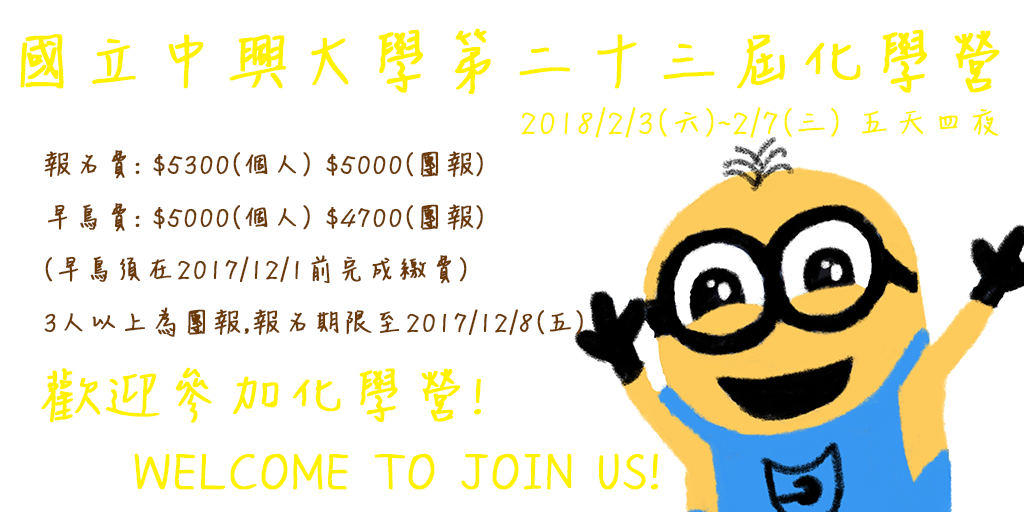 國立中興大學第二十三屆化學營
2018/2/3(六)~2/7(三) 五天四夜
報名費: $5300(個人) $5000(團報)
早鳥費: $5000(個人) $4700(團報)
(早鳥須在2017/12/1前完成繳費)
3人以上為團報,報名期限至2017/12/8(五)
歡迎參加化學營!
WELCOME TO JOIN US!